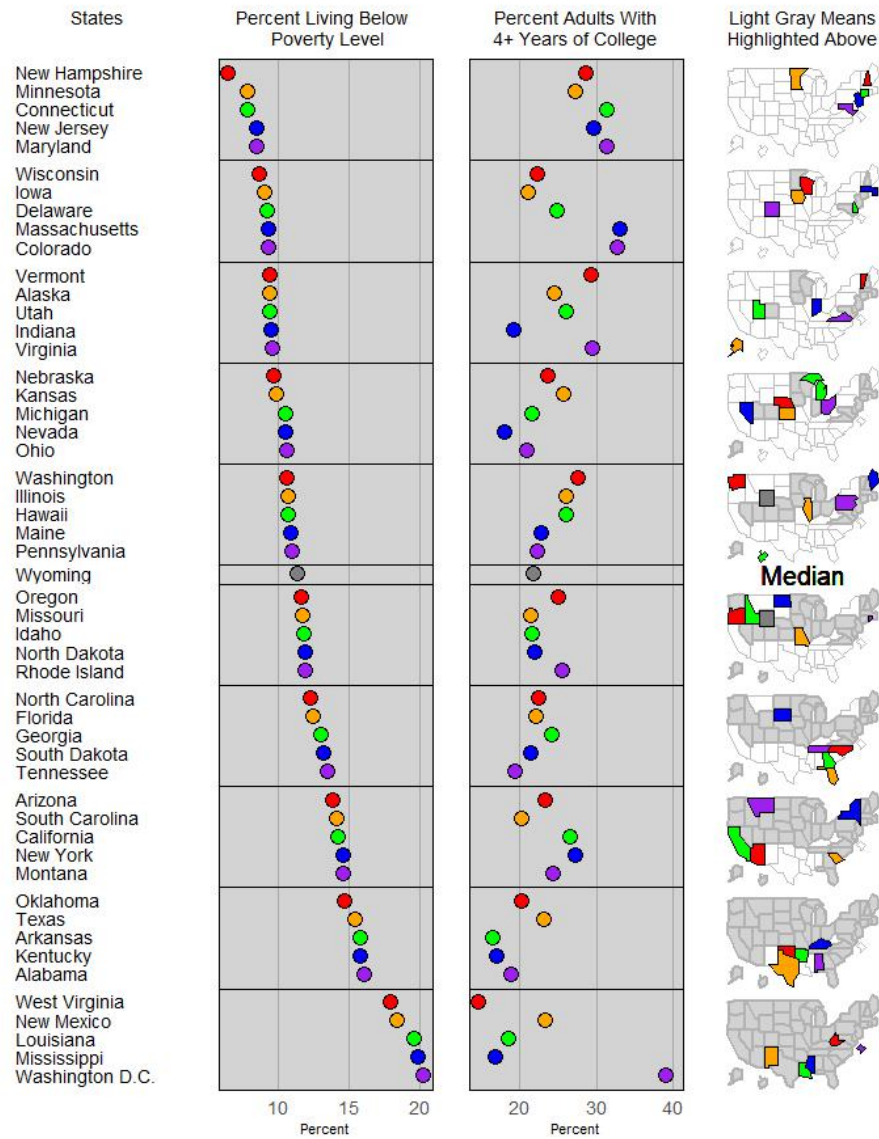 States
Percent Living Below
Poverty Level
Percent Adults With
4+ Years of College
Light Gray Means
Highlighted Above
New Hampshire
Minnesota
Connecticut
New Jersey
Maryland
Wisconsin
Iowa
Delaware
Massachusetts
Colorado
Vermont
Alaska
Utah
Indiana
Virginia
Nebraska
Kansas
Michigan
Nevada
Ohio
Washington
Illinois
Hawaii
Maine
Pennsylvania
Wyoming
Median
Oregon
Missouri
Idaho
North Dakota
Rhode Island
North Carolina
Florida
Georgia
South Dakota
Tennessee
Arizona
South Carolina
California
New York
Montana
Oklahoma
Texas
Arkansas
Kentucky
Alabama
West Virginia
New Mexico
Louisiana
Mississippi
Washington D.C.
10 15 20
20 30 40
Percent
Percent